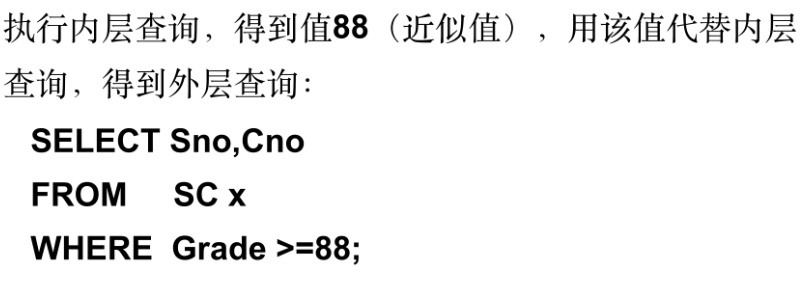 执行内层查询，得到值88（近似值），用该值代替内层
查询，得到外层查询：
SELECT Sno,Cno
FROM SC x
WHERE Grade >=88;